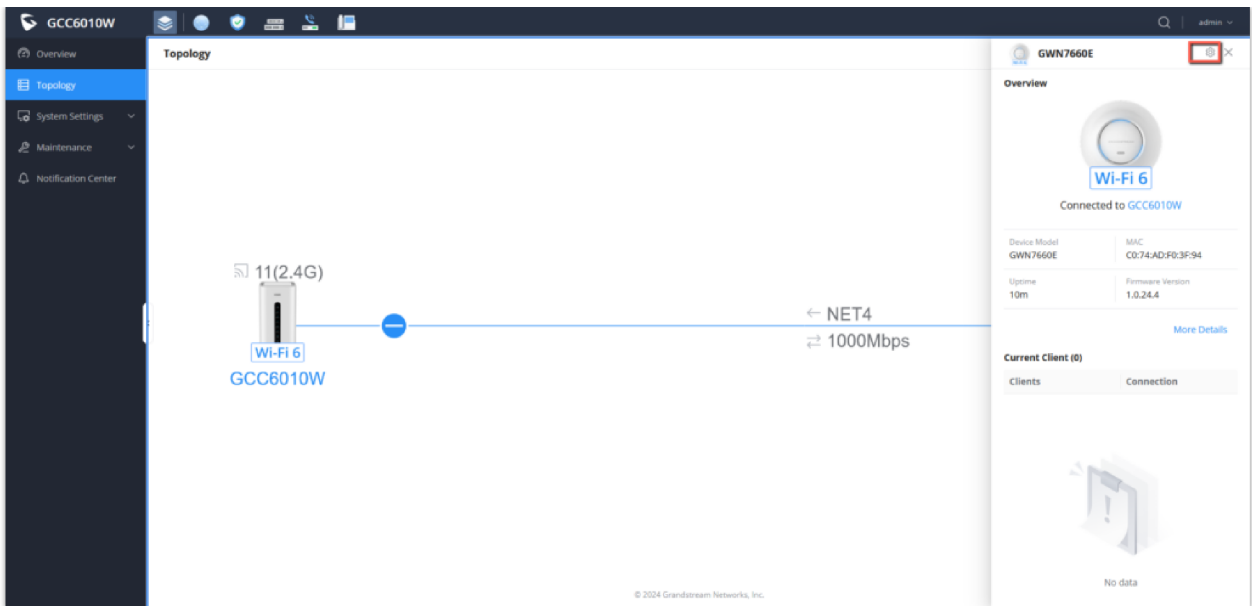 GCC6010W
admin
Overview
Topology
System Settings
Maintenance
Notification Center
Topology
11(2.4G)
Wi-Fi 6
GCC6010W
NET4
1000Mbps
© 2024 Grandstream Networks, Inc.
GWN7660E
Overview
Wi-Fi 6
Connected to GCC6010W
Device Model MAC
GWN7660E C0:74:AD:F0:3F:94
Uptime Firmware Version
10m 1.0.24.4
More Details
Current Client (0)
Clients Connection
No data